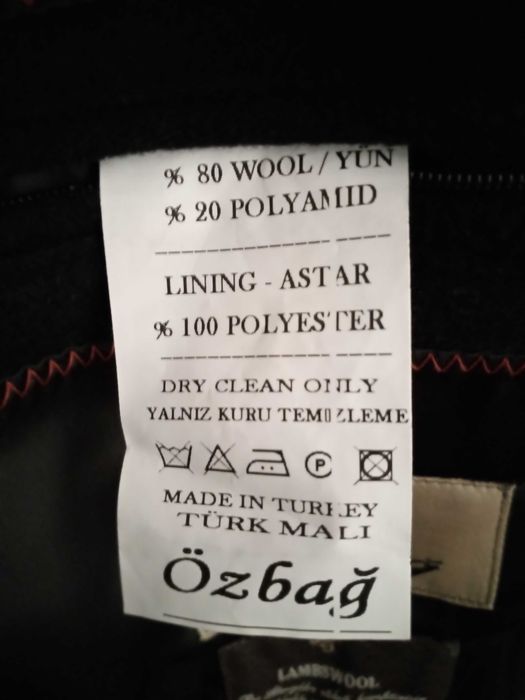 % 80 WOOL / YÜN
% 20 POLYAMID
LINING - ASTAR
% 100 POLYESTER
DRY CLEAN ONLY
YALNIZ KURU TEMİZLEME
P
MADE IN TURKEY
TÜRK MALI
Özbağ
LAMBSWOOL